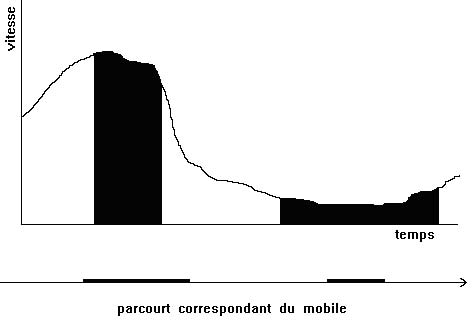 vitesse
temps
parcourt correspondant du mobile